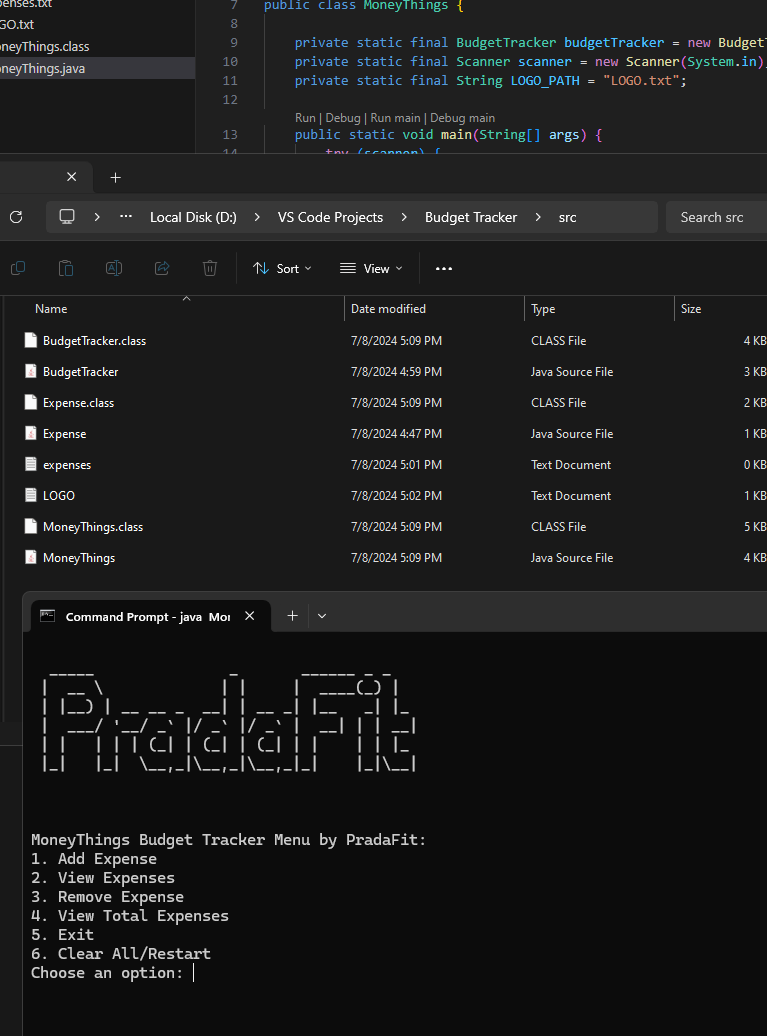 penses.txt
GO.txt
oneyThings.class
oneyThings.java
7 public class MoneyThings {
8
9 private static final BudgetTracker budgetTracker = new BudgetT
10 private static final Scanner scanner = new Scanner(System.in)
11 private static final String LOGO_PATH = "LOGO.txt";
12
Run | Debug | Run main | Debug main
13 public static void main(String[] args) {
14 try (scanner) {
Local Disk (D:) > VS Code Projects > Budget Tracker > src
Search src
Sort
View
Name Date modified Type Size
BudgetTracker.class 7/8/2024 5:09 PM CLASS File 4 KB
BudgetTracker 7/8/2024 4:59 PM Java Source File 3 KB
Expense.class 7/8/2024 5:09 PM CLASS File 2 KB
Expense 7/8/2024 4:47 PM Java Source File 1 KB
expenses 7/8/2024 5:01 PM Text Document 0 KB
LOGO 7/8/2024 5:02 PM Text Document 1 KB
MoneyThings.class 7/8/2024 5:09 PM CLASS File 5 KB
MoneyThings 7/8/2024 5:09 PM Java Source File 4 KB
Command Prompt - java Mo
PradaFit
MoneyThings Budget Tracker Menu by PradaFit:
1. Add Expense
2. View Expenses
3. Remove Expense
4. View Total Expenses
5. Exit
6. Clear All/Restart
Choose an option: